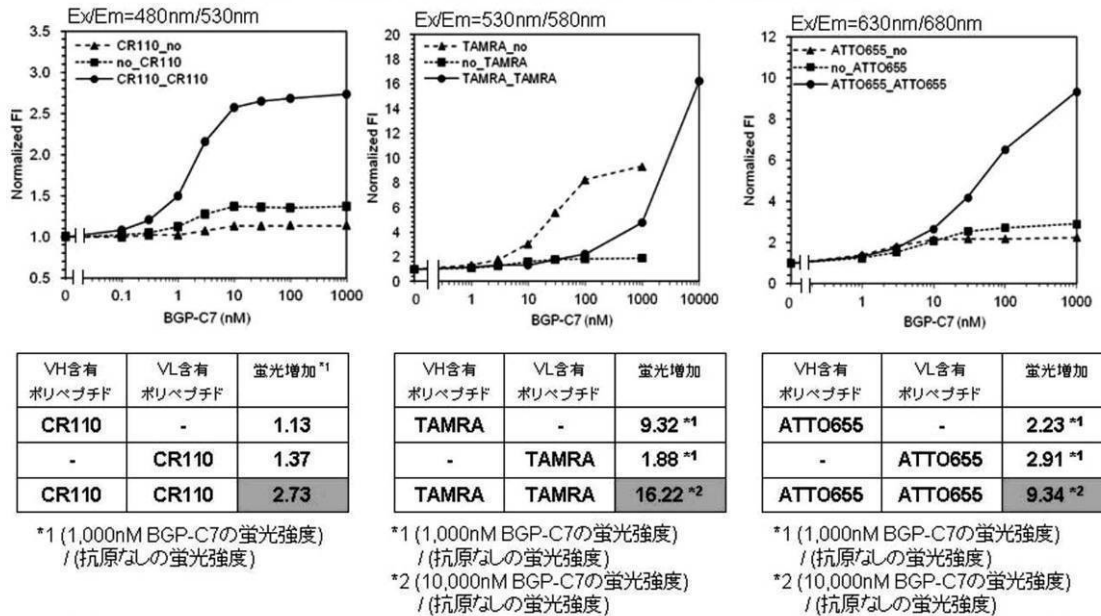 Ex/Em=480nm/530nm
3.5
3.0
2.5
2.0
1.5
1.0
0.5
Normalized FI
CR110_no
no_CR110
CR110_CR110
0 0.1 1 10 100 1000
BGP-C7 (nM)
Ex/Em=530nm/580nm
20
18
16
14
12
10
8
6
4
2
0
Normalized FI
TAMRA_no
no_TAMRA
TAMRA_TAMRA
0 1 10 100 1000 10000
BGP-C7 (nM)
Ex/Em=630nm/680nm
12
10
8
6
4
2
0
Normalized FI
ATTO655_no
no_ATTO655
ATTO655_ATTO655
0 1 10 100 1000
BGP-C7 (nM)
VH含有 VL含有 蛍光増加*1
ポリペプチド ポリペプチド
CR110 - 1.13
- CR110 1.37
CR110 CR110 2.73
*1 (1,000nM BGP-C7の蛍光強度)
/ (抗原なしの蛍光強度)
VH含有 VL含有 蛍光増加
ポリペプチド ポリペプチド
TAMRA - 9.32 *1
- TAMRA 1.88 *1
TAMRA TAMRA 16.22 *2
*1 (1,000nM BGP-C7の蛍光強度)
/ (抗原なしの蛍光強度)
*2 (10,000nM BGP-C7の蛍光強度)
/ (抗原なしの蛍光強度)
VH含有 VL含有 蛍光増加
ポリペプチド ポリペプチド
ATTO655 - 2.23 *1
- ATTO655 2.91 *1
ATTO655 ATTO655 9.34 *2
*1 (1,000nM BGP-C7の蛍光強度)
/ (抗原なしの蛍光強度)
*2 (10,000nM BGP-C7の蛍光強度)
/ (抗原なしの蛍光強度)